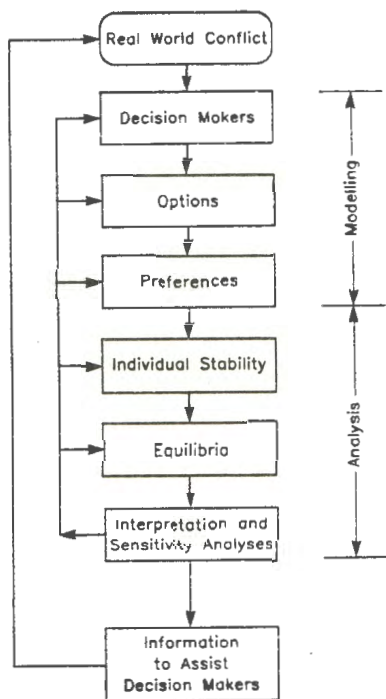 Real World Conflict
Decision Mokers
Options
Preferences
Individual Stability
Equilibria
Interpretation and
Sensitivity Analyses
Information
to Assist
Decision Makers
Modelling
Analysis